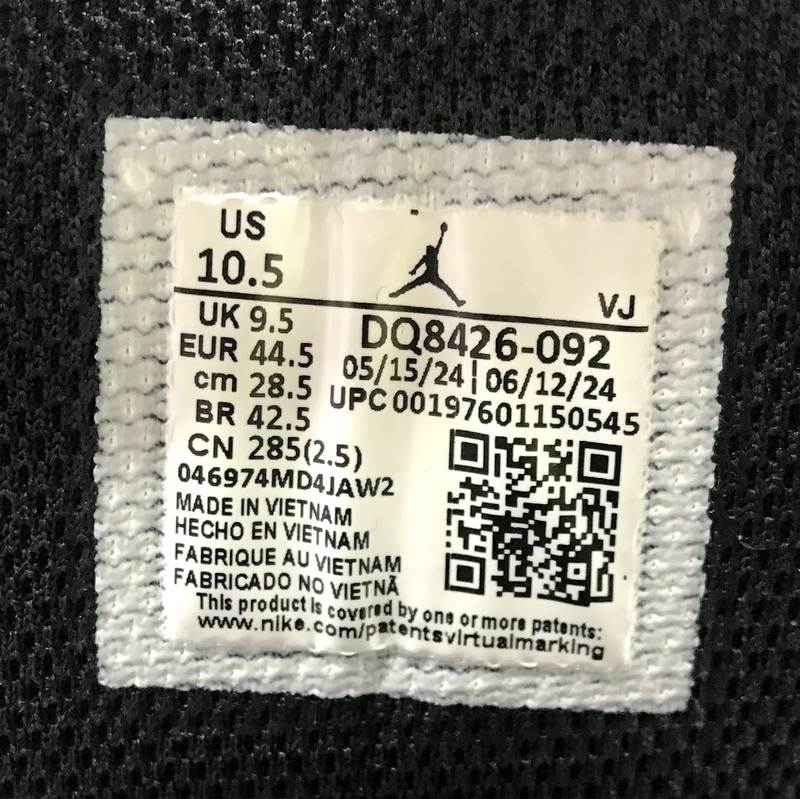 US
10.5
VJ
UK 9.5
EUR 44.5
cm 28.5
BR 42.5
CN 285(2.5)
DQ8426-092
05/15/24|06/12/24
UPC 00197601150545
046974MD4JAW2
MADE IN VIETNAM
HECHO EN VIETNAM
FABRIQUE AU VIETNAM
FABRICADO NO VIETNÃ
This product is covered by one or more patents:
www.nike.com/patentsvirtualmarking